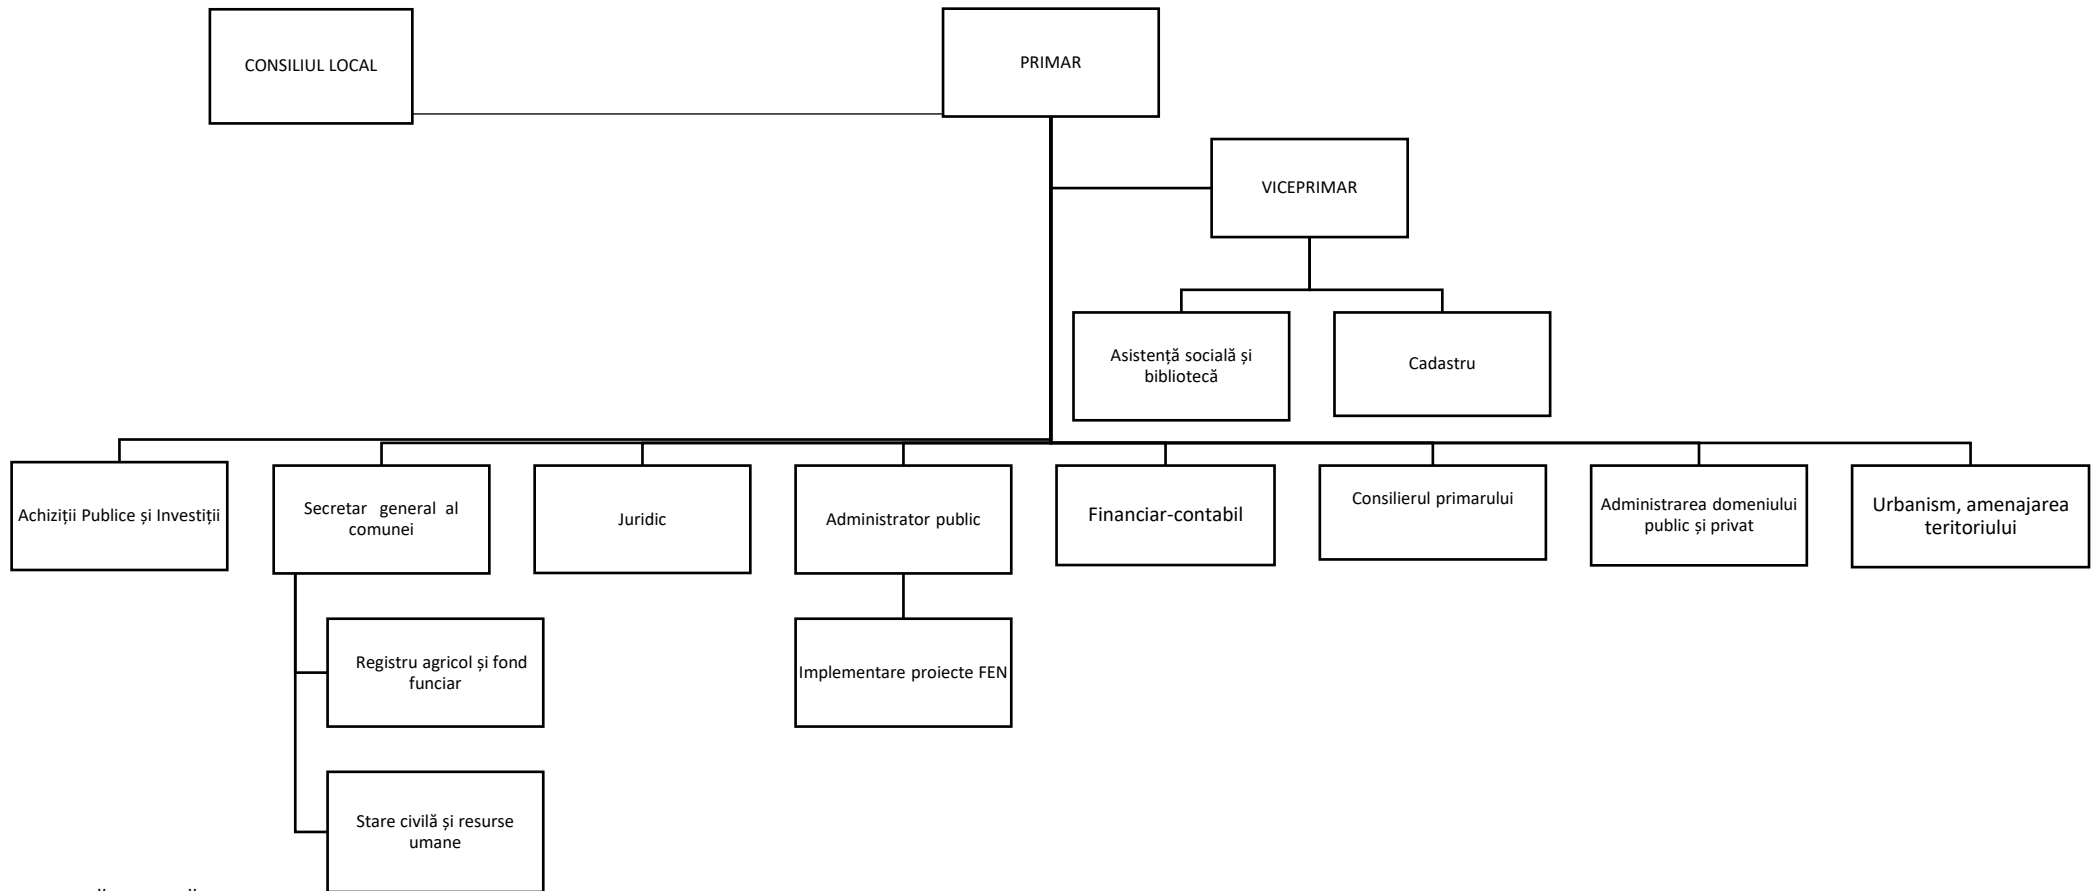 CONSILIUL LOCAL
PRIMAR
VICEPRIMAR
Asistență socială și
bibliotecă
Cadastru
Achiziții Publice și Investiții
Secretar general al
comunei
Juridic
Administrator public
Financiar-contabil
Consilierul primarului
Administrarea domeniului
public și privat
Urbanism, amenajarea
teritoriului
Registru agricol și fond
funciar
Implementare proiecte FEN
Stare civilă și resurse
umane